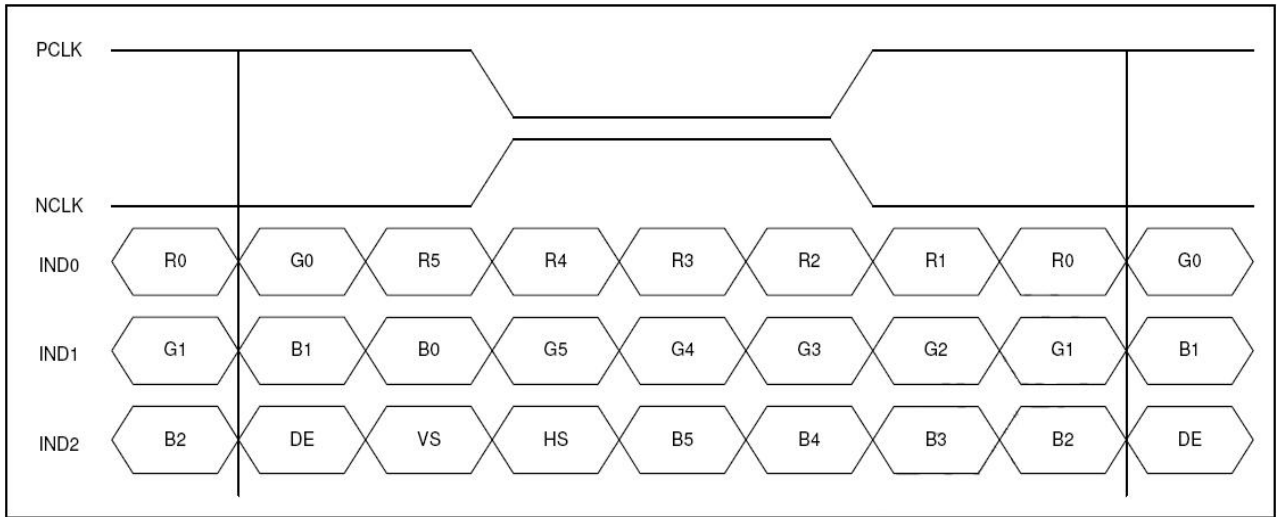 PCLK
NCLK
IND0 R0 G0 R5 R4 R3 R2 R1 R0 G0
IND1 G1 B1 B0 G5 G4 G3 G2 G1 B1
IND2 B2 DE VS HS B5 B4 B3 B2 DE